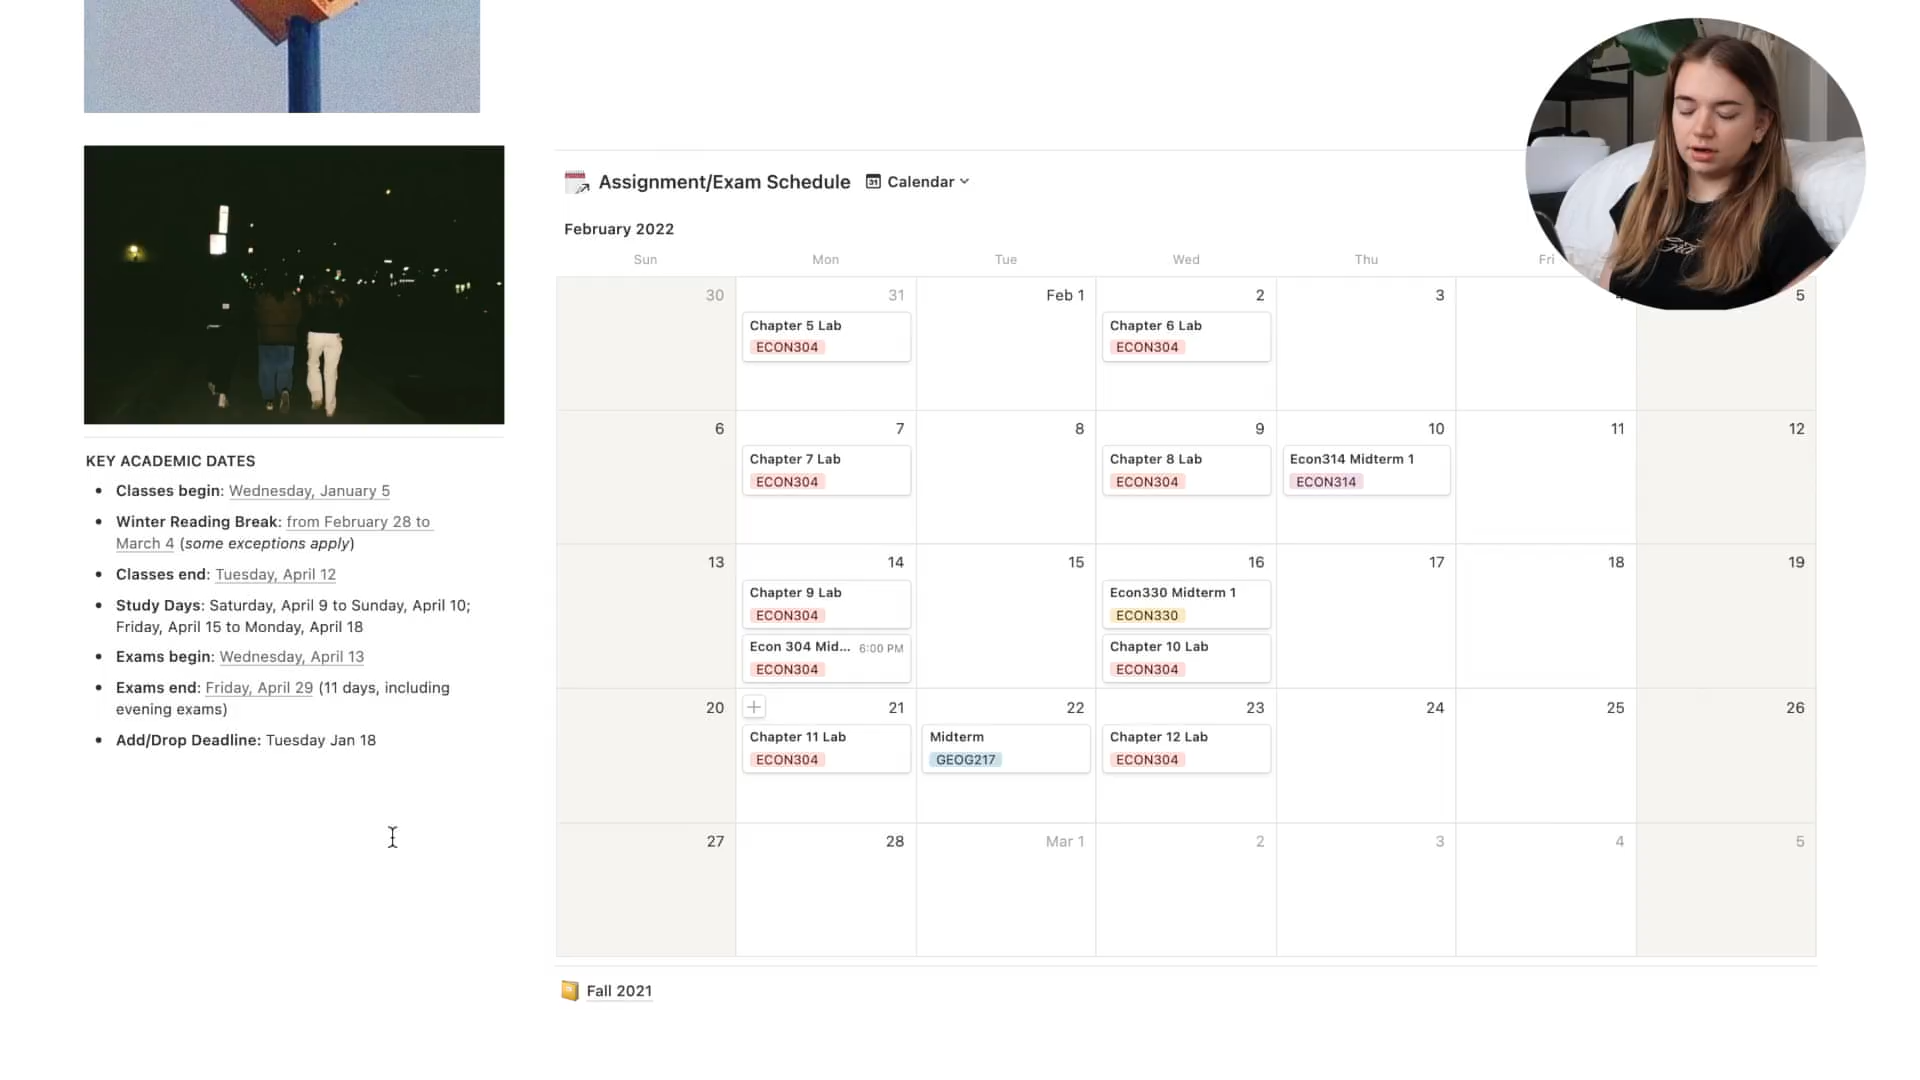 Assignment/Exam Schedule
Calendar
February 2022
Sun Mon Tue Wed Thu Fri
30 31 Feb 1 2 3 5
Chapter 5 Lab
ECON304
Chapter 6 Lab
ECON304
6 7 8 9 10 11 12
Chapter 7 Lab
ECON304
Chapter 8 Lab
ECON304
Econ314 Midterm 1
ECON314
13 14 15 16 17 18 19
Chapter 9 Lab
ECON304
Econ 304 Mid... 6:00 PM
ECON304
Econ330 Midterm 1
ECON330
Chapter 10 Lab
ECON304
20 21 22 23 24 25 26
Chapter 11 Lab
ECON304
Midterm
GEOG217
Chapter 12 Lab
ECON304
27 28 Mar 1 2 3 4 5
Fall 2021
KEY ACADEMIC DATES
Classes begin: Wednesday, January 5
Winter Reading Break: from February 28 to
March 4 (some exceptions apply)
Classes end: Tuesday, April 12
Study Days: Saturday, April 9 to Sunday, April 10;
Friday, April 15 to Monday, April 18
Exams begin: Wednesday, April 13
Exams end: Friday, April 29 (11 days, including
evening exams)
Add/Drop Deadline: Tuesday Jan 18